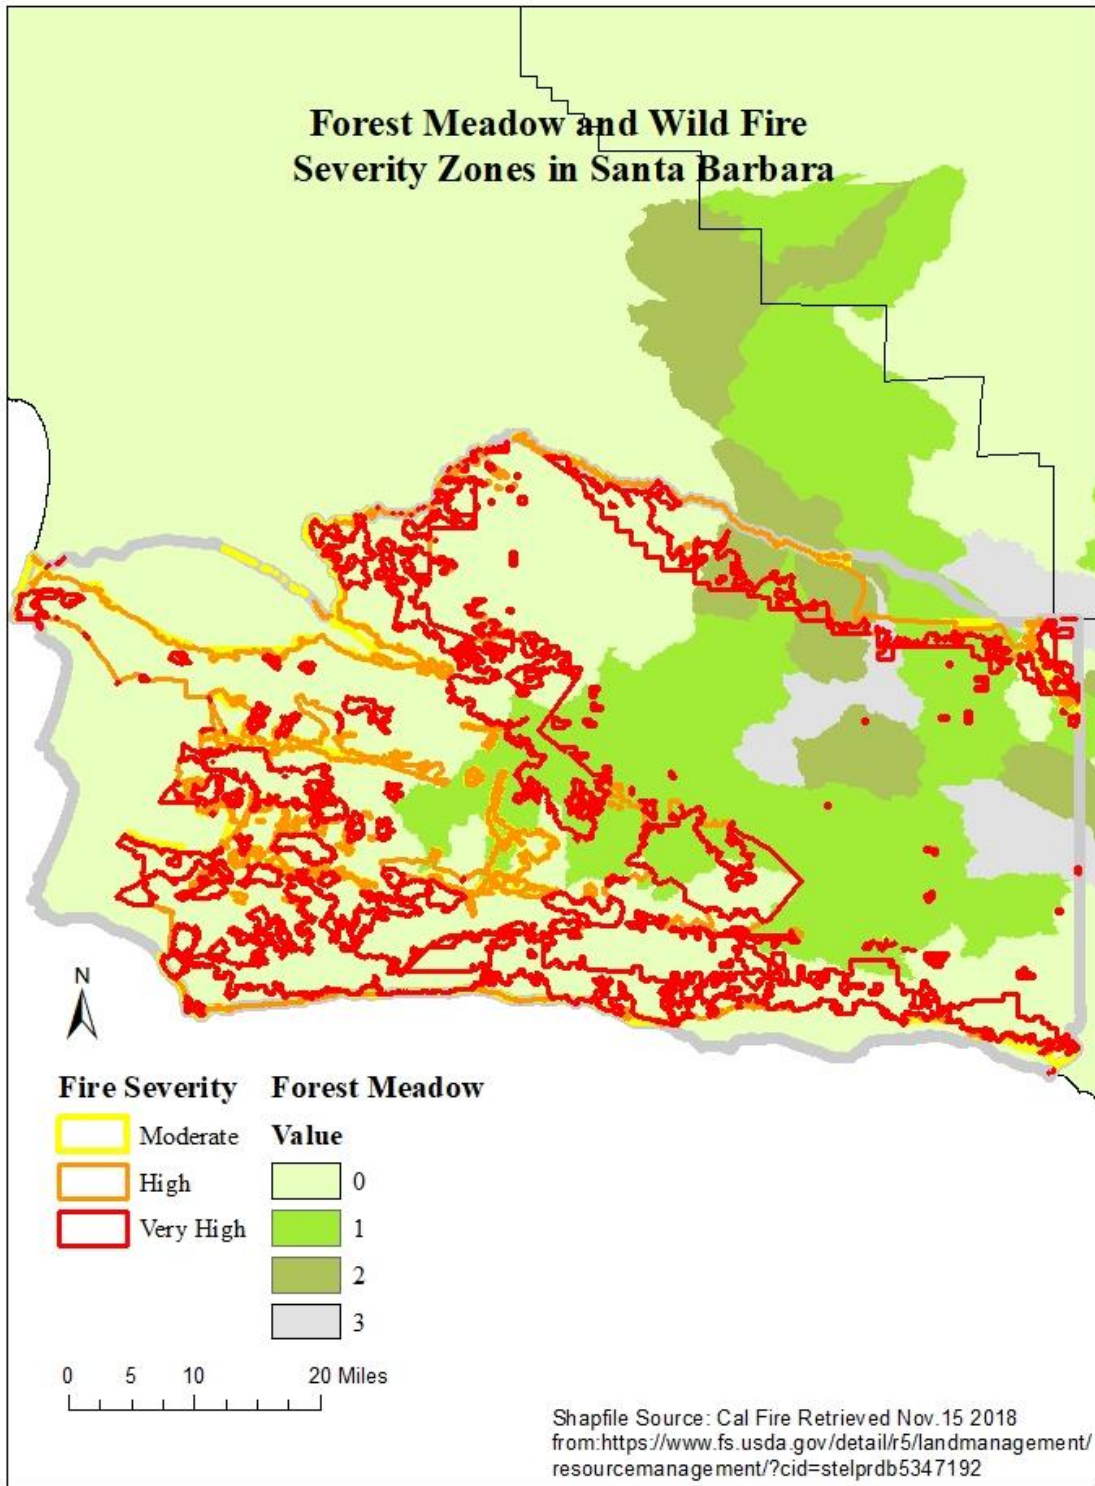 Forest Meadow and Wild Fire
Severity Zones in Santa Barbara
N
Fire Severity
Moderate
High
Very High
Forest Meadow
Value
0
1
2
3
0 5 10 20 Miles
Shapfile Source: Cal Fire Retrieved Nov.15 2018
from:https://www.fs.usda.gov/detail/r5/landmanagement/
resourcemanagement/?cid=stelprdb5347192